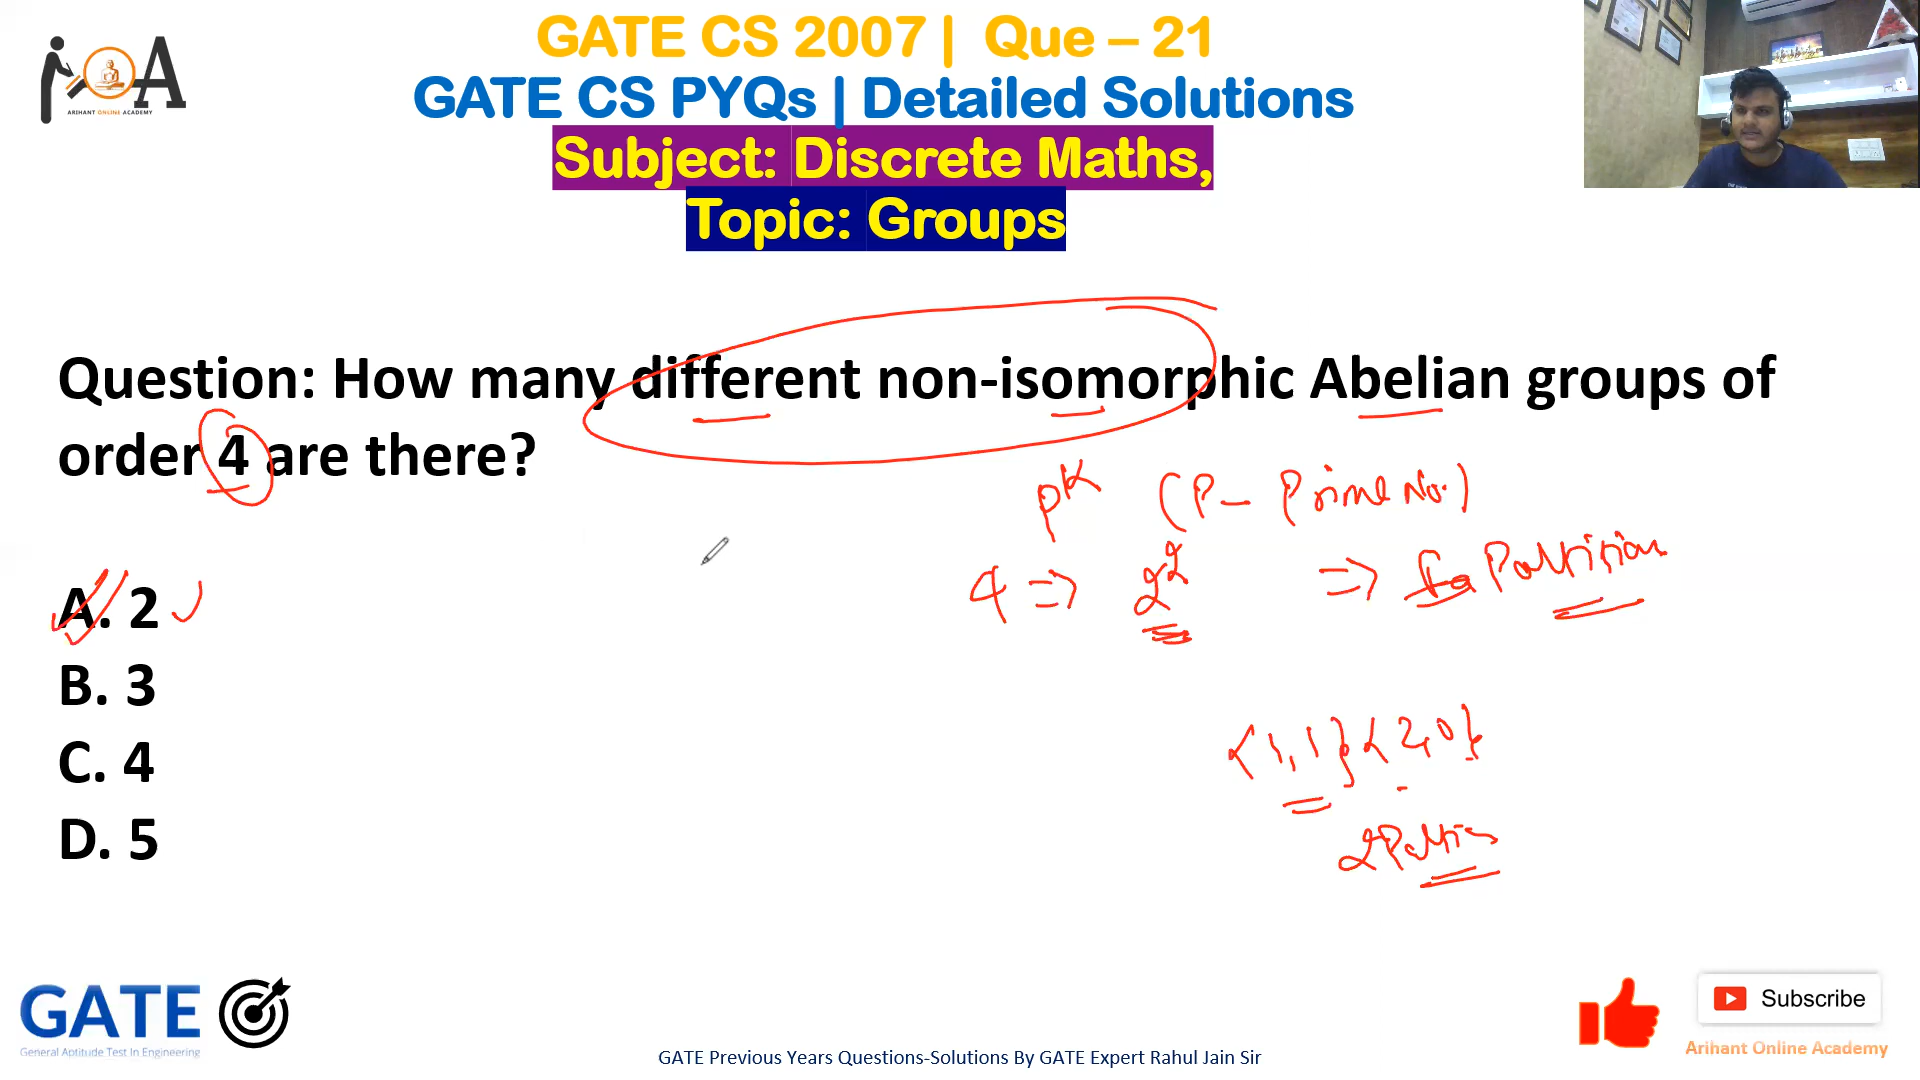 GATE CS 2007 | Que – 21
GATE CS PYQs | Detailed Solutions
Subject: Discrete Maths,
Topic: Groups
ARIHANT ONLINE ACADEMY
Question: How many different non-isomorphic Abelian groups of
order 4 are there?
P^K (P – Prime No.)
4 => 2^2 => Partition
A. 2
B. 3
C. 4
D. 5
{1,1} {2,0}
2
GATE
General Aptitude Test In Engineering
Subscribe
Arihant Online Academy
GATE Previous Years Questions-Solutions By GATE Expert Rahul Jain Sir